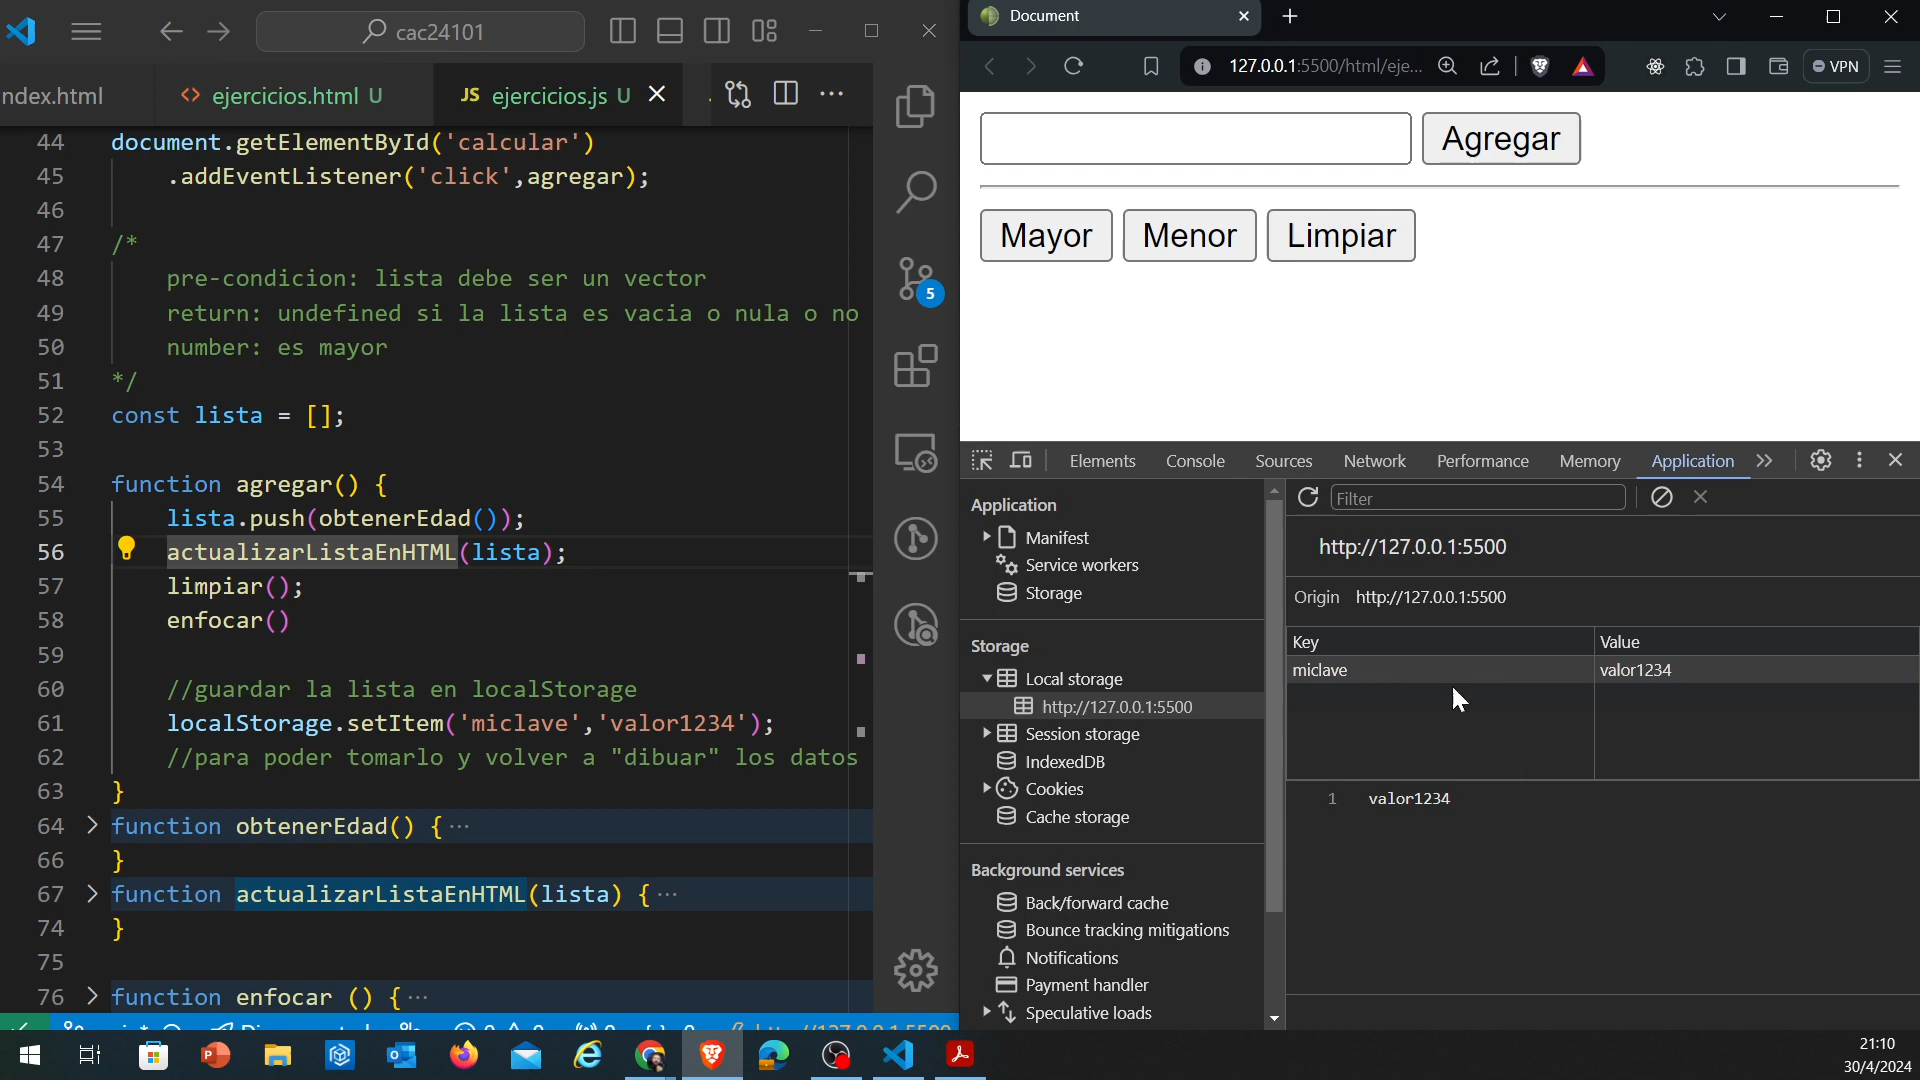 cac24101
ndex.html
<> ejercicios.html U
JS ejercicios.js U
44 document.getElementById('calcular')
45 .addEventListener('click',agregar);
46
47 /*
48 pre-condicion: lista debe ser un vector
49 return: undefined si la lista es vacia o nula o no
50 number: es mayor
51 */
52 const lista = [];
53
54 function agregar() {
55 lista.push(obtenerEdad());
56 actualizarListaEnHTML(lista);
57 limpiar();
58 enfocar()
59
60 //guardar la lista en localStorage
61 localStorage.setItem('miclave','valor1234');
62 //para poder tomarlo y volver a "dibuar" los datos
63 }
64 function obtenerEdad() {…
66 }
67 function actualizarListaEnHTML(lista) {…
74 }
75
76 function enfocar () {…
5
Document
127.0.0.1:5500/html/eje...
VPN
Agregar
Mayor Menor Limpiar
Elements Console Sources Network Performance Memory Application
Filter
Application
Manifest
Service workers
Storage
Storage
Local storage
http://127.0.0.1:5500
Session storage
IndexedDB
Cookies
Cache storage
Background services
Back/forward cache
Bounce tracking mitigations
Notifications
Payment handler
Speculative loads
http://127.0.0.1:5500
Origin http://127.0.0.1:5500
Key Value
miclave valor1234
1 valor1234
21:10
30/4/2024